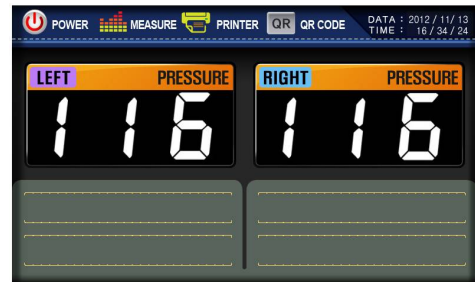 POWER MEASURE PRINTER QR QR CODE DATA : 2012 / 11 / 13
TIME : 16 / 34 / 24
LEFT PRESSURE RIGHT PRESSURE
116 116